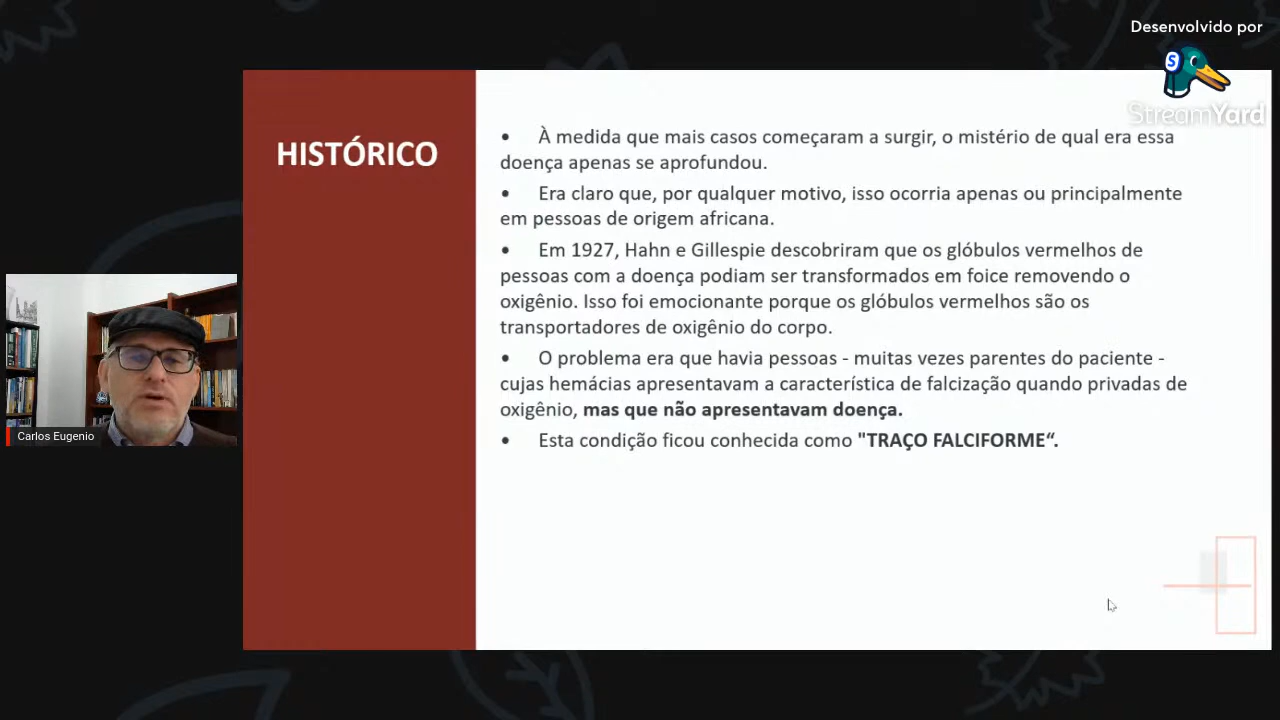 Desenvolvido por
StreamYard
HISTÓRICO
• À medida que mais casos começaram a surgir, o mistério de qual era essa
doença apenas se aprofundou.
• Era claro que, por qualquer motivo, isso ocorria apenas ou principalmente
em pessoas de origem africana.
• Em 1927, Hahn e Gillespie descobriram que os glóbulos vermelhos de
pessoas com a doença podiam ser transformados em foice removendo o
oxigênio. Isso foi emocionante porque os glóbulos vermelhos são os
transportadores de oxigênio do corpo.
• O problema era que havia pessoas - muitas vezes parentes do paciente -
cujas hemácias apresentavam a característica de falcização quando privadas de
oxigênio, mas que não apresentavam doença.
• Esta condição ficou conhecida como "TRAÇO FALCIFORME“.
Carlos Eugenio